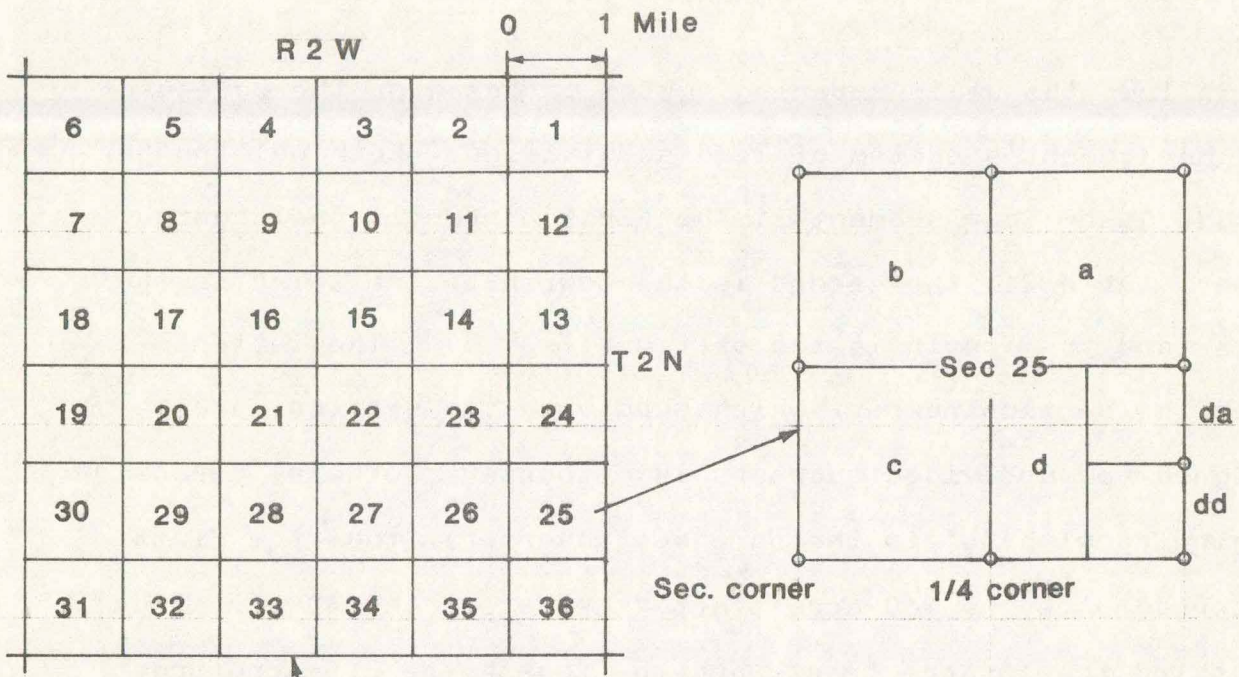 0 1 Mile
R 2 W
6 5 4 3 2 1
7 8 9 10 11 12
18 17 16 15 14 13
T 2 N
19 20 21 22 23 24
30 29 28 27 26 25
31 32 33 34 35 36
b a
Sec 25
da
c d
dd
Sec. corner 1/4 corner